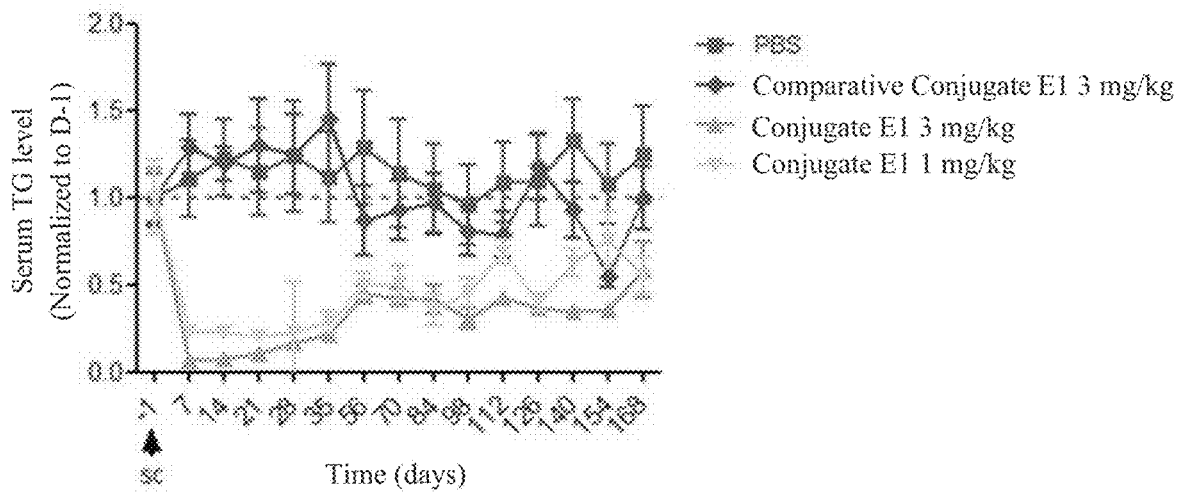 2.0
1.5
1.0
0.5
0.0
Serum TG level
(Normalized to D-1)
PBS
Comparative Conjugate E1 3 mg/kg
Conjugate E1 3 mg/kg
Conjugate E1 1 mg/kg
-1 7 14 21 28 56 70 84 98 112 126 140 154 168
sc
Time (days)